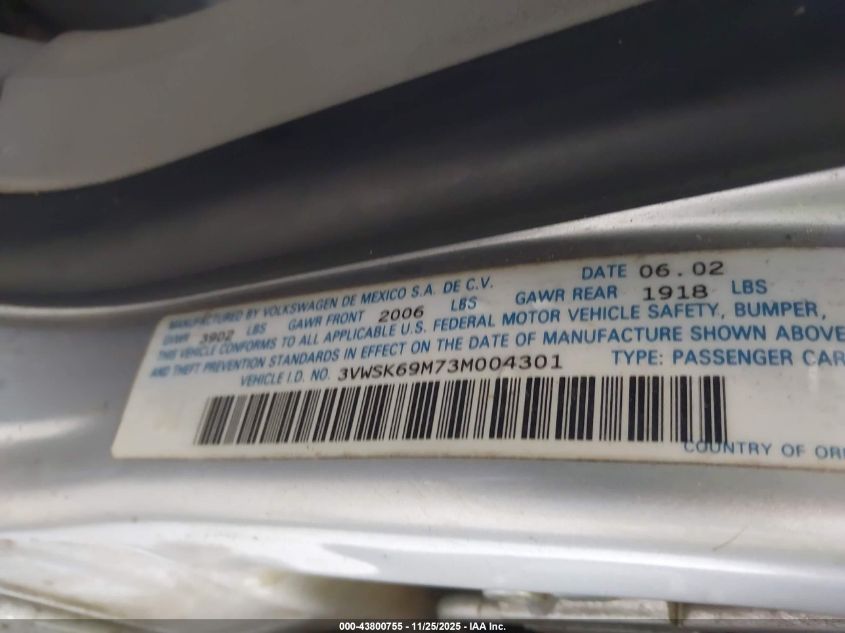 MANUFACTURED BY VOLKSWAGEN DE MEXICO S.A. DE C.V. DATE 06.02
GVWR 3902 LBS GAWR FRONT 2006 LBS GAWR REAR 1918 LBS
THIS VEHICLE CONFORMS TO ALL APPLICABLE U.S. FEDERAL MOTOR VEHICLE SAFETY, BUMPER,
AND THEFT PREVENTION STANDARDS IN EFFECT ON THE DATE OF MANUFACTURE SHOWN ABOVE
VEHICLE I.D. NO. 3VWSK69M73M004301 TYPE: PASSENGER CAR
COUNTRY OF
000-43800755 - 11/25/2025 - IAA Inc.